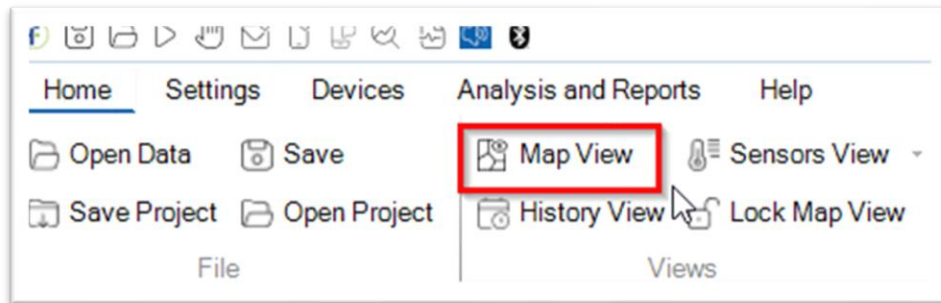 Home Settings Devices Analysis and Reports Help
Open Data Save Map View Sensors View
Save Project Open Project History View Lock Map View
File Views